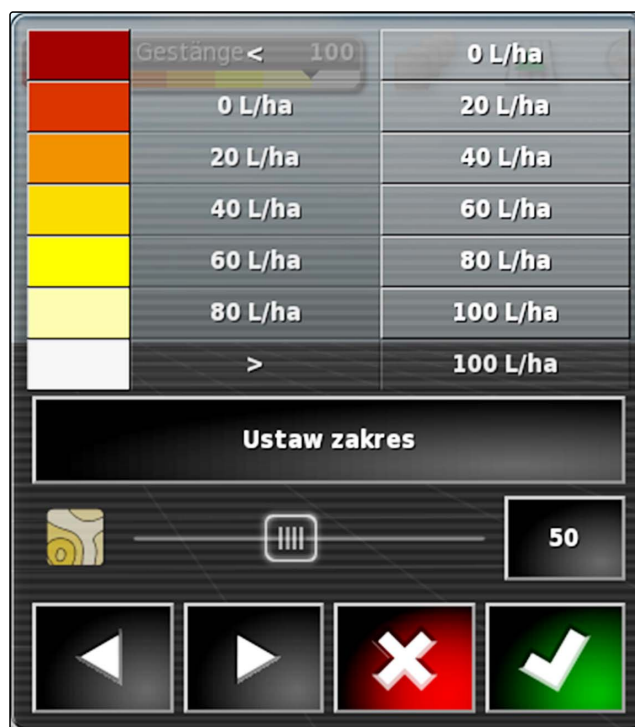 Gestänge 100
< 0 L/ha
0 L/ha 20 L/ha
20 L/ha 40 L/ha
40 L/ha 60 L/ha
60 L/ha 80 L/ha
80 L/ha 100 L/ha
> 100 L/ha
Ustaw zakres
50